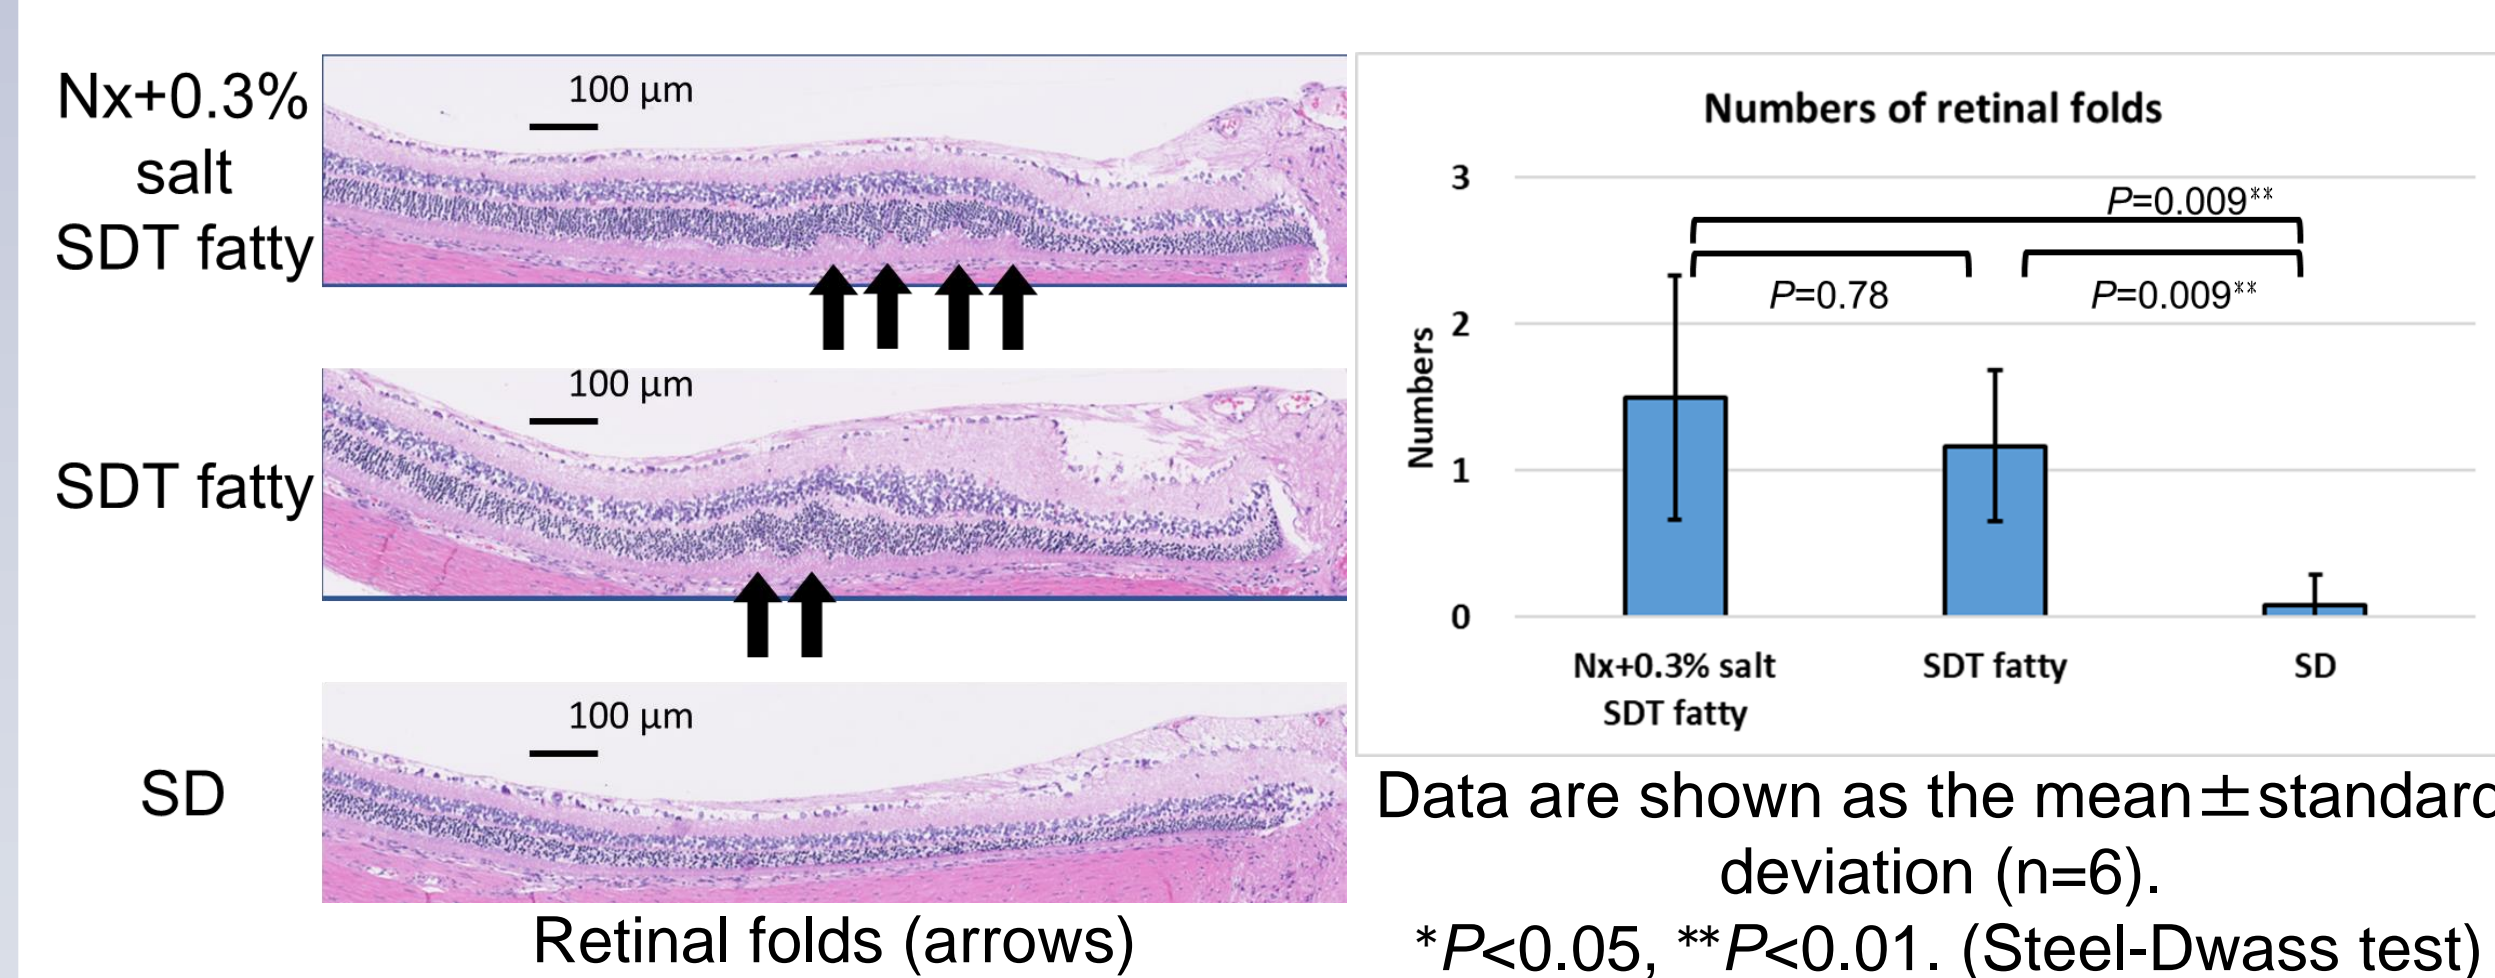 Nx+0.3%
salt
SDT fatty
100 µm
SDT fatty
100 µm
SD
100 µm
Retinal folds (arrows)
Numbers of retinal folds
Numbers
3
2
1
0
P=0.009**
P=0.78
P=0.009**
Nx+0.3% salt
SDT fatty
SDT fatty
SD
Data are shown as the mean±standard
deviation (n=6).
*P<0.05, **P<0.01. (Steel-Dwass test)